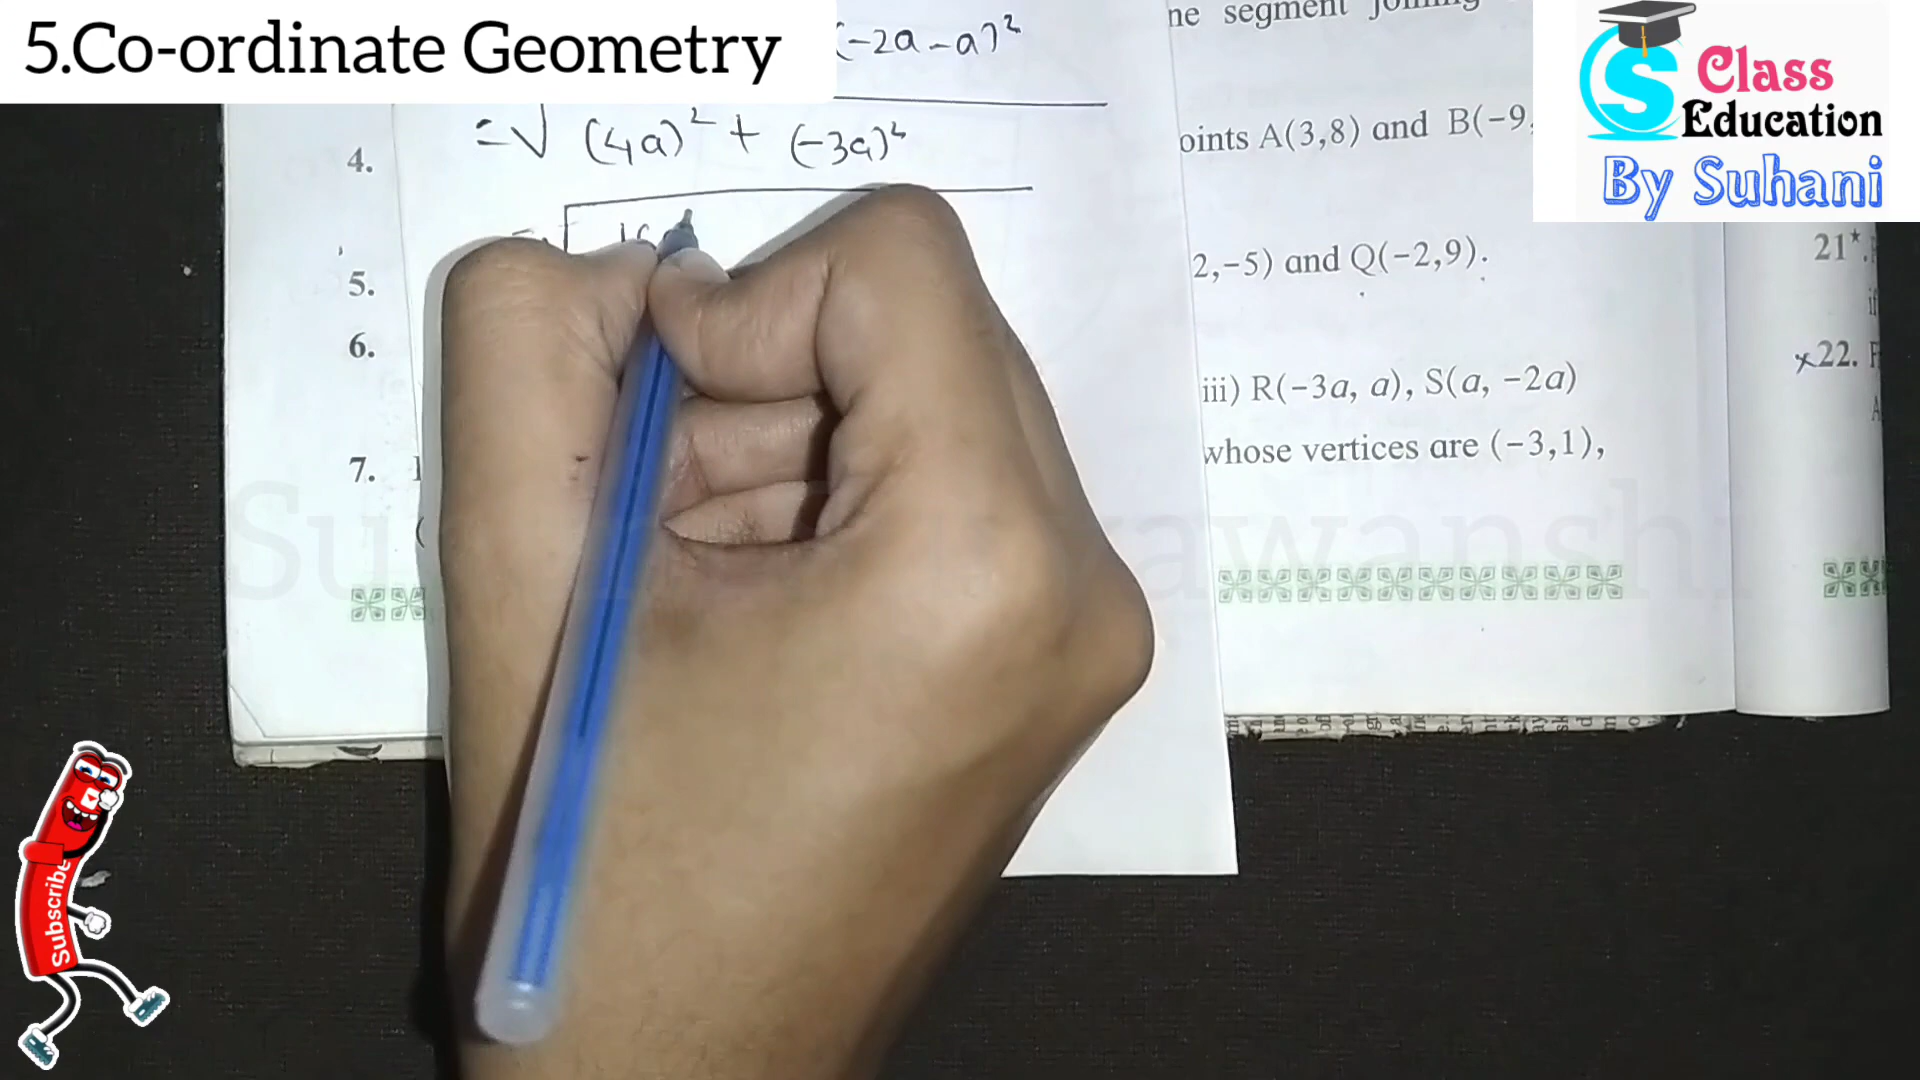 5.Co-ordinate Geometry
(-2a-a)²
ne segment joining
Class
Education
By Suhani
=√ (4a)² + (-3a)²
4.
oints A(3,8) and B(-9,
5.
2,-5) and Q(-2,9).
21*.
if
6.
iii) R(-3a, a), S(a, -2a)
×22. F
A
7.
whose vertices are (-3,1),
(
Subscribe